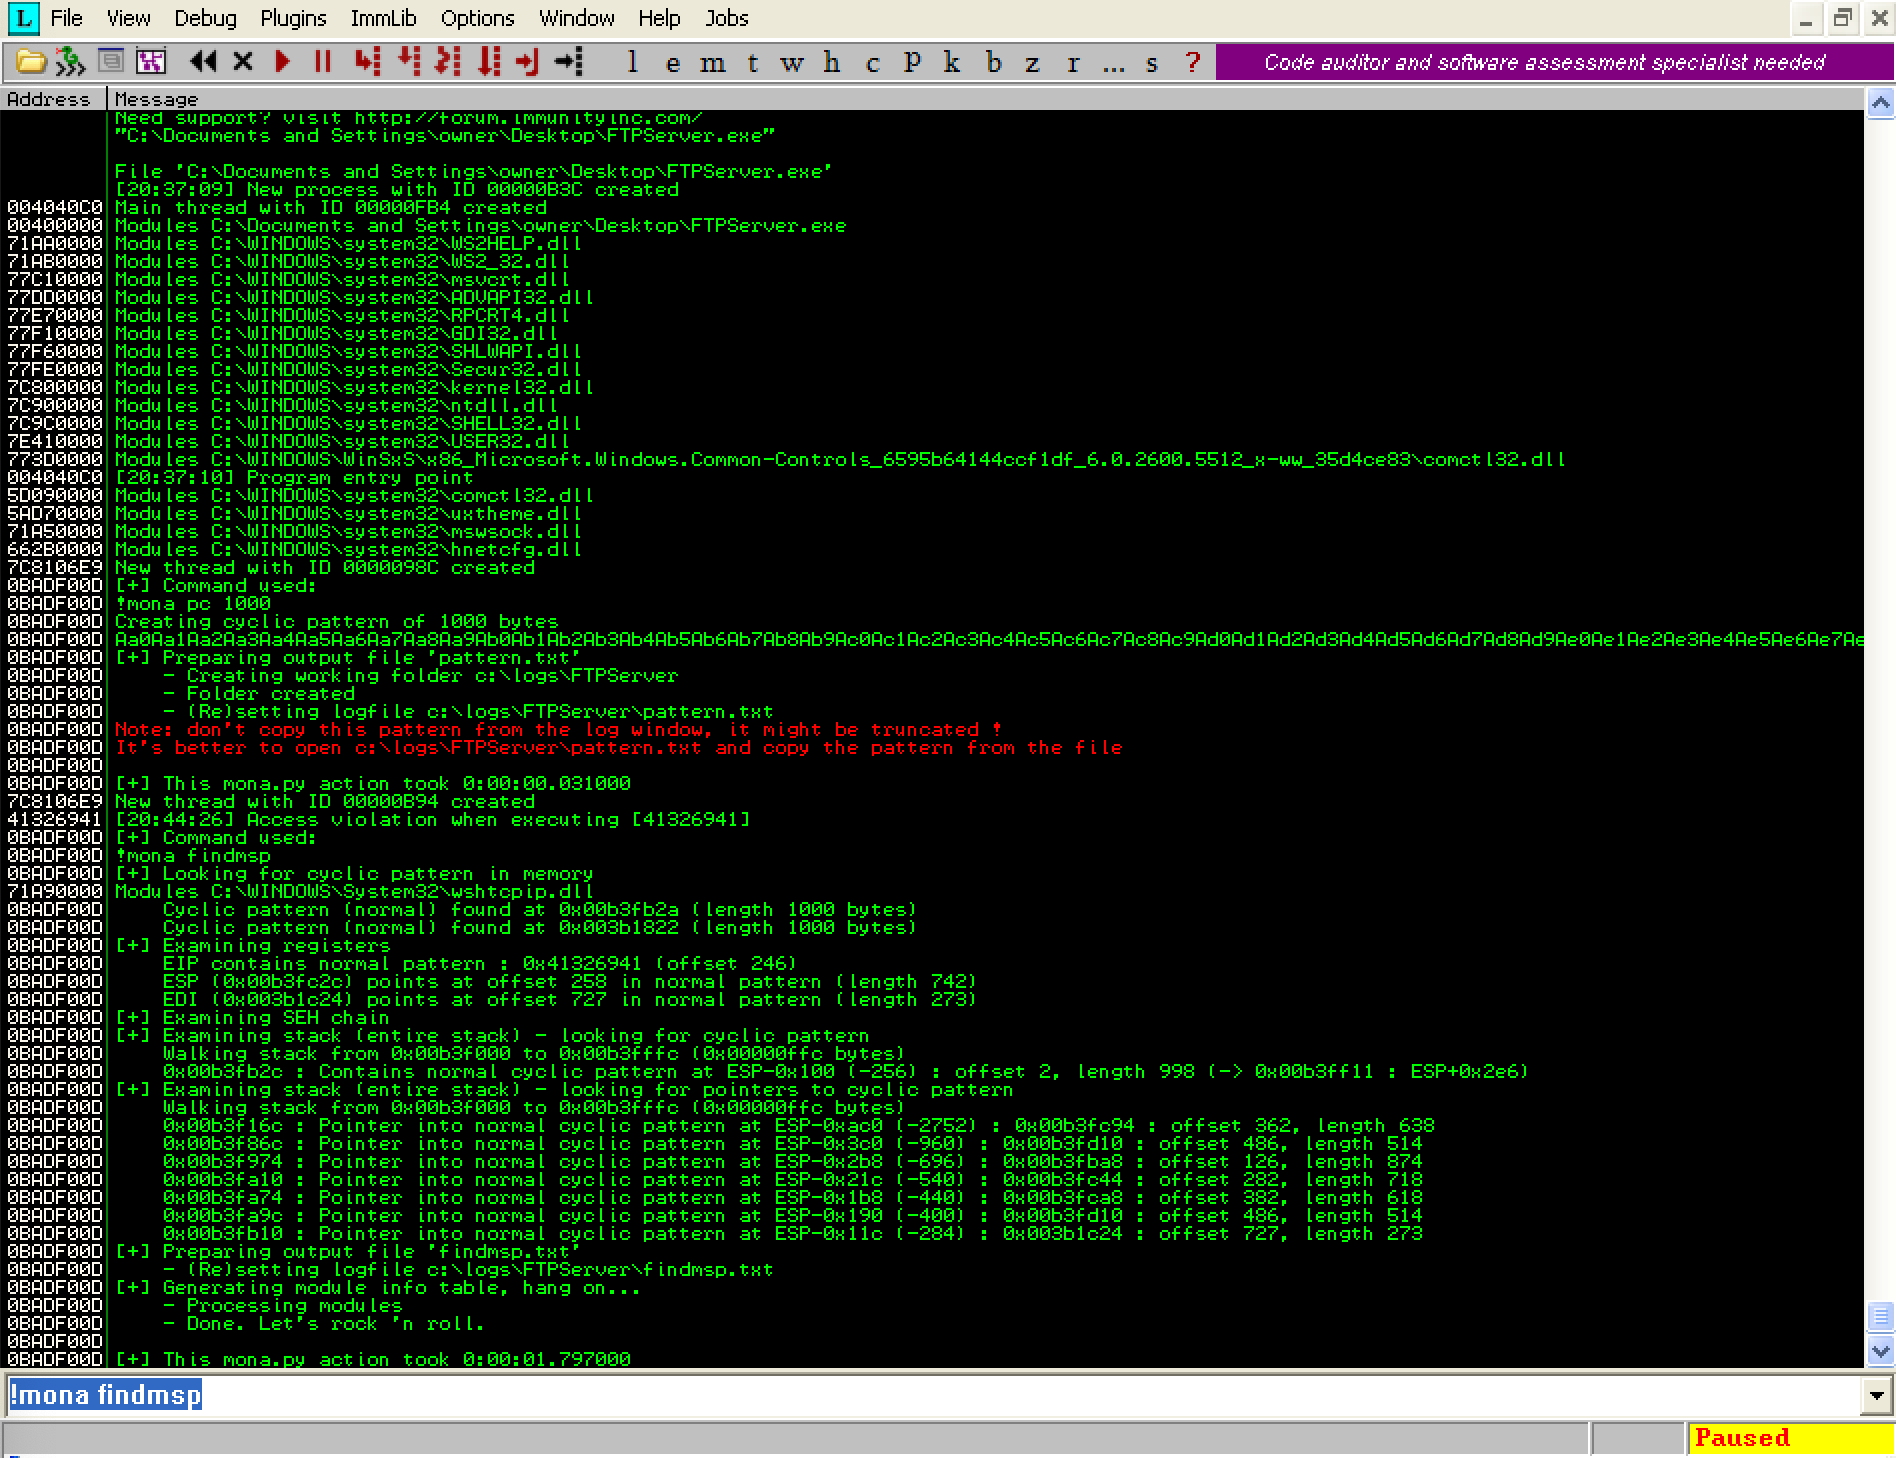 L File View Debug Plugins ImmLib Options Window Help Jobs
l e m t w h c P k b z r ... s ? Code auditor and software assessment specialist needed
Address Message
Need support? visit http://forum.immunityinc.com/
"C:\Documents and Settings\owner\Desktop\FTPServer.exe"
File 'C:\Documents and Settings\owner\Desktop\FTPServer.exe'
[20:37:09] New process with ID 00000B3C created
004040C0 Main thread with ID 00000FB4 created
00400000 Modules C:\Documents and Settings\owner\Desktop\FTPServer.exe
71AA0000 Modules C:\WINDOWS\system32\WS2HELP.dll
71AB0000 Modules C:\WINDOWS\system32\WS2_32.dll
77C10000 Modules C:\WINDOWS\system32\msvcrt.dll
77DD0000 Modules C:\WINDOWS\system32\ADVAPI32.dll
77E70000 Modules C:\WINDOWS\system32\RPCRT4.dll
77F10000 Modules C:\WINDOWS\system32\GDI32.dll
77F60000 Modules C:\WINDOWS\system32\SHLWAPI.dll
77FE0000 Modules C:\WINDOWS\system32\Secur32.dll
7C800000 Modules C:\WINDOWS\system32\kernel32.dll
7C900000 Modules C:\WINDOWS\system32\ntdll.dll
7C9C0000 Modules C:\WINDOWS\system32\SHELL32.dll
7E410000 Modules C:\WINDOWS\system32\USER32.dll
773D0000 Modules C:\WINDOWS\WinSxS\x86_Microsoft.Windows.Common-Controls_6595b64144ccf1df_6.0.2600.5512_x-ww_35d4ce83\comctl32.dll
004040C0 [20:37:10] Program entry point
5D090000 Modules C:\WINDOWS\system32\comctl32.dll
5AD70000 Modules C:\WINDOWS\system32\uxtheme.dll
71A50000 Modules C:\WINDOWS\system32\mswsock.dll
662B0000 Modules C:\WINDOWS\system32\hnetcfg.dll
7C8106E9 New thread with ID 0000098C created
0BADF00D [+] Command used:
0BADF00D !mona pc 1000
0BADF00D Creating cyclic pattern of 1000 bytes
0BADF00D Aa0Aa1Aa2Aa3Aa4Aa5Aa6Aa7Aa8Aa9Ab0Ab1Ab2Ab3Ab4Ab5Ab6Ab7Ab8Ab9Ac0Ac1Ac2Ac3Ac4Ac5Ac6Ac7Ac8Ac9Ad0Ad1Ad2Ad3Ad4Ad5Ad6Ad7Ad8Ad9Ae0Ae1Ae2Ae3Ae4Ae5Ae6Ae7Ae
0BADF00D [+] Preparing output file 'pattern.txt'
0BADF00D - Creating working folder c:\logs\FTPServer
0BADF00D - Folder created
0BADF00D - (Re)setting logfile c:\logs\FTPServer\pattern.txt
0BADF00D Note: don't copy this pattern from the log window, it might be truncated !
0BADF00D It's better to open c:\logs\FTPServer\pattern.txt and copy the pattern from the file
0BADF00D
0BADF00D [+] This mona.py action took 0:00:00.031000
7C8106E9 New thread with ID 00000B94 created
41326941 [20:44:26] Access violation when executing [41326941]
0BADF00D [+] Command used:
0BADF00D !mona findmsp
0BADF00D [+] Looking for cyclic pattern in memory
71A90000 Modules C:\WINDOWS\System32\wshtcpip.dll
0BADF00D Cyclic pattern (normal) found at 0x00b3fb2a (length 1000 bytes)
0BADF00D Cyclic pattern (normal) found at 0x003b1822 (length 1000 bytes)
0BADF00D [+] Examining registers
0BADF00D EIP contains normal pattern : 0x41326941 (offset 246)
0BADF00D ESP (0x00b3fc2c) points at offset 258 in normal pattern (length 742)
0BADF00D EDI (0x003b1c24) points at offset 727 in normal pattern (length 273)
0BADF00D [+] Examining SEH chain
0BADF00D [+] Examining stack (entire stack) - looking for cyclic pattern
0BADF00D Walking stack from 0x00b3f000 to 0x00b3fffc (0x00000ffc bytes)
0BADF00D 0x00b3fb2c : Contains normal cyclic pattern at ESP-0x100 (-256) : offset 2, length 998 (-> 0x00b3ff11 : ESP+0x2e6)
0BADF00D [+] Examining stack (entire stack) - looking for pointers to cyclic pattern
0BADF00D Walking stack from 0x00b3f000 to 0x00b3fffc (0x00000ffc bytes)
0BADF00D 0x00b3f16c : Pointer into normal cyclic pattern at ESP-0xac0 (-2752) : 0x00b3fc94 : offset 362, length 638
0BADF00D 0x00b3f86c : Pointer into normal cyclic pattern at ESP-0x3c0 (-960) : 0x00b3fd10 : offset 486, length 514
0BADF00D 0x00b3f974 : Pointer into normal cyclic pattern at ESP-0x2b8 (-696) : 0x00b3fba8 : offset 126, length 874
0BADF00D 0x00b3fa10 : Pointer into normal cyclic pattern at ESP-0x21c (-540) : 0x00b3fc44 : offset 282, length 718
0BADF00D 0x00b3fa74 : Pointer into normal cyclic pattern at ESP-0x1b8 (-440) : 0x00b3fca8 : offset 382, length 618
0BADF00D 0x00b3fa9c : Pointer into normal cyclic pattern at ESP-0x190 (-400) : 0x00b3fd10 : offset 486, length 514
0BADF00D 0x00b3fb10 : Pointer into normal cyclic pattern at ESP-0x11c (-284) : 0x003b1c24 : offset 727, length 273
0BADF00D [+] Preparing output file 'findmsp.txt'
0BADF00D - (Re)setting logfile c:\logs\FTPServer\findmsp.txt
0BADF00D [+] Generating module info table, hang on...
0BADF00D - Processing modules
0BADF00D - Done. Let's rock 'n roll.
0BADF00D
0BADF00D [+] This mona.py action took 0:00:01.797000
!mona findmsp
Paused